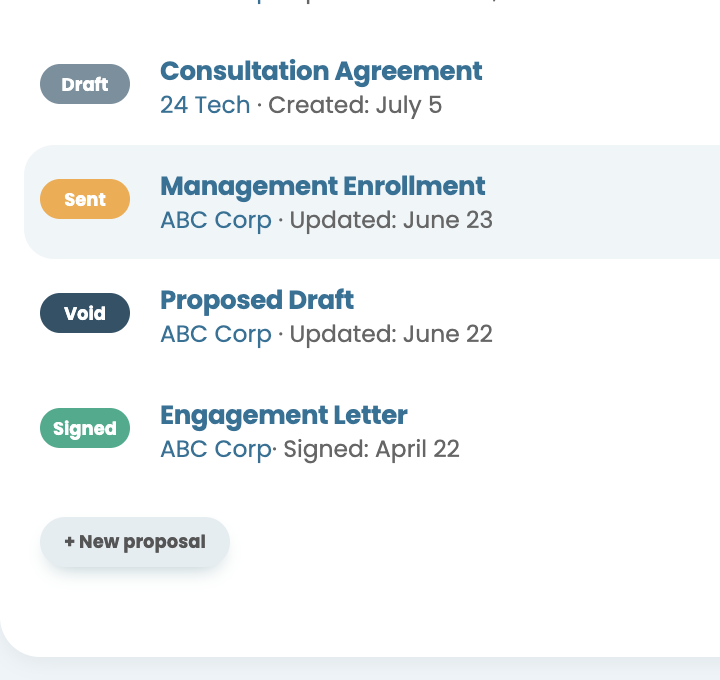 Draft
Consultation Agreement
24 Tech · Created: July 5
Sent
Management Enrollment
ABC Corp · Updated: June 23
Void
Proposed Draft
ABC Corp · Updated: June 22
Signed
Engagement Letter
ABC Corp· Signed: April 22
+ New proposal